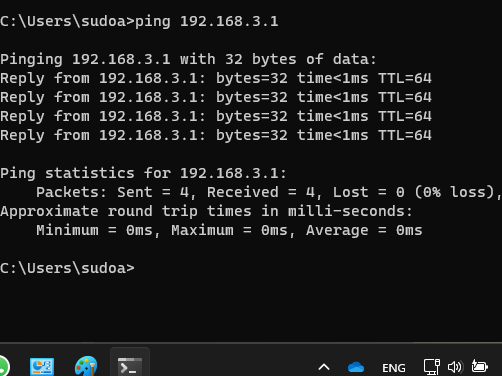 C:\Users\sudoa>ping 192.168.3.1
Pinging 192.168.3.1 with 32 bytes of data:
Reply from 192.168.3.1: bytes=32 time<1ms TTL=64
Reply from 192.168.3.1: bytes=32 time<1ms TTL=64
Reply from 192.168.3.1: bytes=32 time<1ms TTL=64
Reply from 192.168.3.1: bytes=32 time<1ms TTL=64
Ping statistics for 192.168.3.1:
    Packets: Sent = 4, Received = 4, Lost = 0 (0% loss),
Approximate round trip times in milli-seconds:
    Minimum = 0ms, Maximum = 0ms, Average = 0ms
C:\Users\sudoa>
ENG